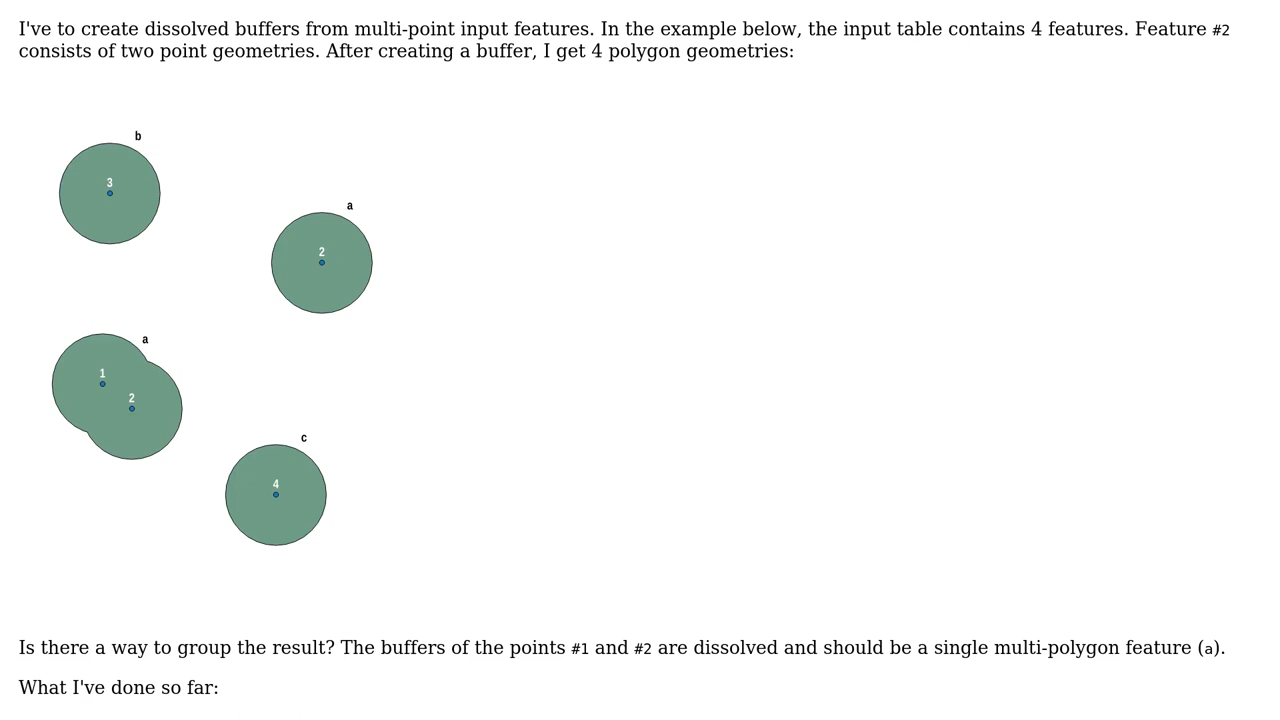 I've to create dissolved buffers from multi-point input features. In the example below, the input table contains 4 features. Feature #2
consists of two point geometries. After creating a buffer, I get 4 polygon geometries:
b
3
a
2
a
1
2
c
4
Is there a way to group the result? The buffers of the points #1 and #2 are dissolved and should be a single multi-polygon feature (a).
What I've done so far: